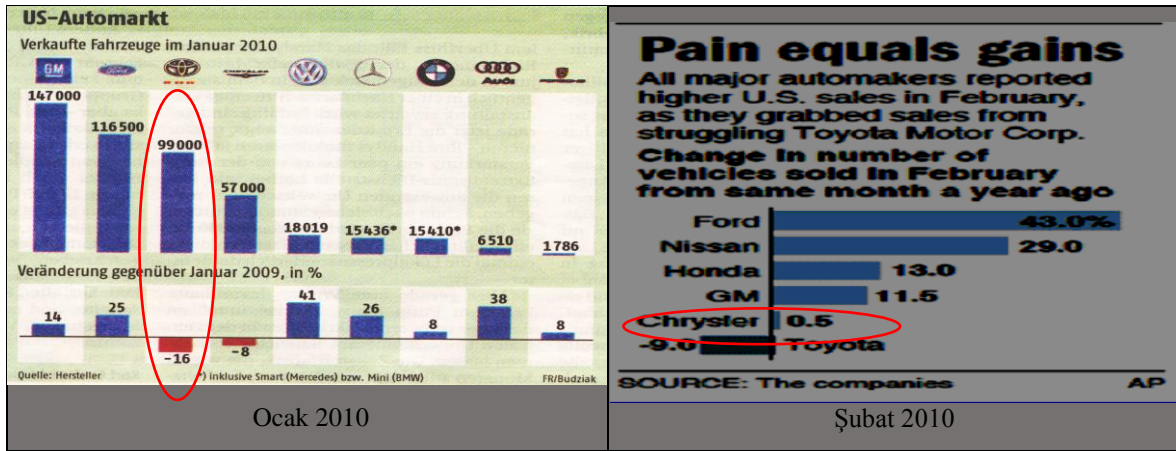 US-Automarkt
Verkaufte Fahrzeuge im Januar 2010
GM Ford TOYOTA CHRYSLER Audi
147 000
116 500
99 000
57 000
18 019 15 436* 15 410* 6 510 1 786
Veränderung gegenüber Januar 2009, in %
14 25 -16 -8 41 26 8 38 8
Quelle: Hersteller *) inklusive Smart (Mercedes) bzw. Mini (BMW) FR/Budziak
Ocak 2010
Pain equals gains
All major automakers reported
higher U.S. sales in February,
as they grabbed sales from
struggling Toyota Motor Corp.
Change in number of
vehicles sold in February
from same month a year ago
Ford 43.0%
Nissan 29.0
Honda 13.0
GM 11.5
Chrysler 0.5
-9.0 Toyota
SOURCE: The companies AP
Şubat 2010